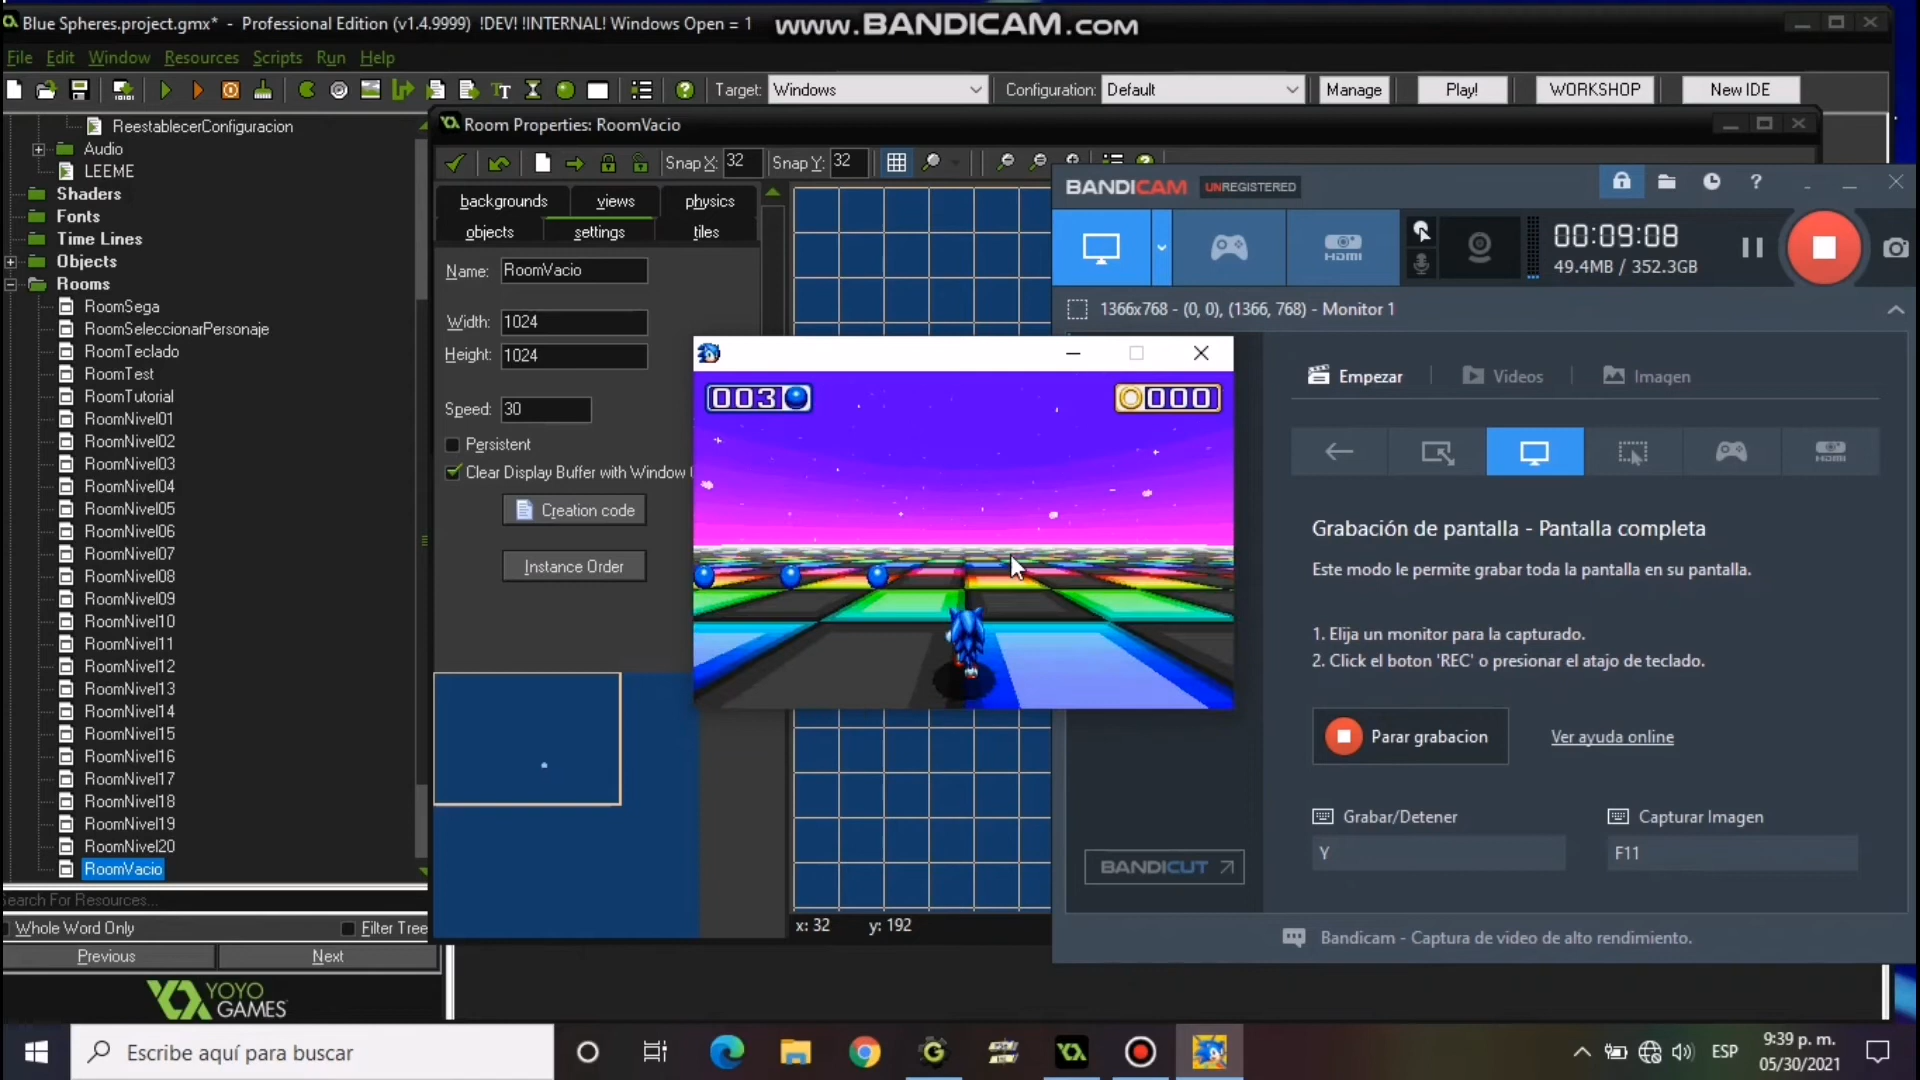 Blue Spheres.project.gmx* - Professional Edition (v1.4.9999) !DEV! !INTERNAL! Windows Open = 1
www.BANDICAM.com
File Edit Window Resources Scripts Run Help
Target: Windows Configuration: Default Manage Play! WORKSHOP New IDE
ReestablecerConfiguracion
Audio
LEEME
Shaders
Fonts
Time Lines
Objects
Rooms
RoomSega
RoomSeleccionarPersonaje
RoomTeclado
RoomTest
RoomTutorial
RoomNivel01
RoomNivel02
RoomNivel03
RoomNivel04
RoomNivel05
RoomNivel06
RoomNivel07
RoomNivel08
RoomNivel09
RoomNivel10
RoomNivel11
RoomNivel12
RoomNivel13
RoomNivel14
RoomNivel15
RoomNivel16
RoomNivel17
RoomNivel18
RoomNivel19
RoomNivel20
RoomVacio
Search For Resources...
Whole Word Only Filter Tree
Previous Next
YOYO
GAMES
Room Properties: RoomVacio
Snap X: 32 Snap Y: 32
backgrounds views physics
objects settings tiles
Name: RoomVacio
Width: 1024
Height: 1024
Speed: 30
Persistent
Clear Display Buffer with Window
Creation code
Instance Order
x: 32 y: 192
003 000
BANDICAM UNREGISTERED
HDMI
00:09:08
49.4MB / 352.3GB
1366x768 - (0, 0), (1366, 768) - Monitor 1
Empezar Videos Imagen
HDMI
Grabación de pantalla - Pantalla completa
Este modo le permite grabar toda la pantalla en su pantalla.
1. Elija un monitor para la capturado.
2. Click el boton 'REC' o presionar el atajo de teclado.
Parar grabacion Ver ayuda online
Grabar/Detener Capturar Imagen
Y F11
BANDICUT
Bandicam - Captura de video de alto rendimiento.
Escribe aquí para buscar
ESP
9:39 p. m.
05/30/2021